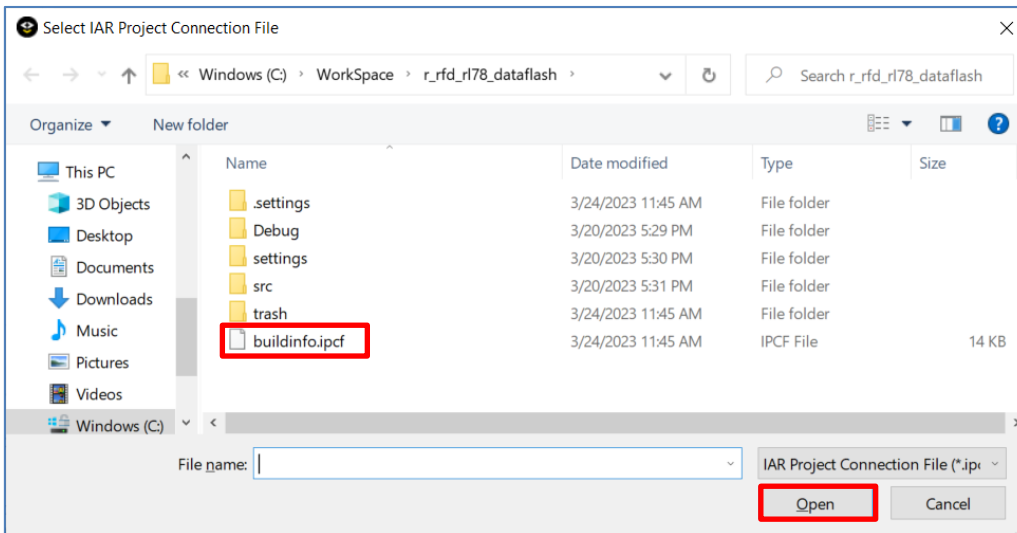 Select IAR Project Connection File
« Windows (C:) › WorkSpace › r_rfd_rl78_dataflash ›
Search r_rfd_rl78_dataflash
Organize
New folder
This PC
3D Objects
Desktop
Documents
Downloads
Music
Pictures
Videos
Windows (C:)
Name Date modified Type Size
.settings 3/24/2023 11:45 AM File folder
Debug 3/20/2023 5:29 PM File folder
settings 3/20/2023 5:30 PM File folder
src 3/20/2023 5:31 PM File folder
trash 3/24/2023 11:45 AM File folder
buildinfo.ipcf 3/24/2023 11:45 AM IPCF File 14 KB
File name:
IAR Project Connection File (*.ipc
Open
Cancel